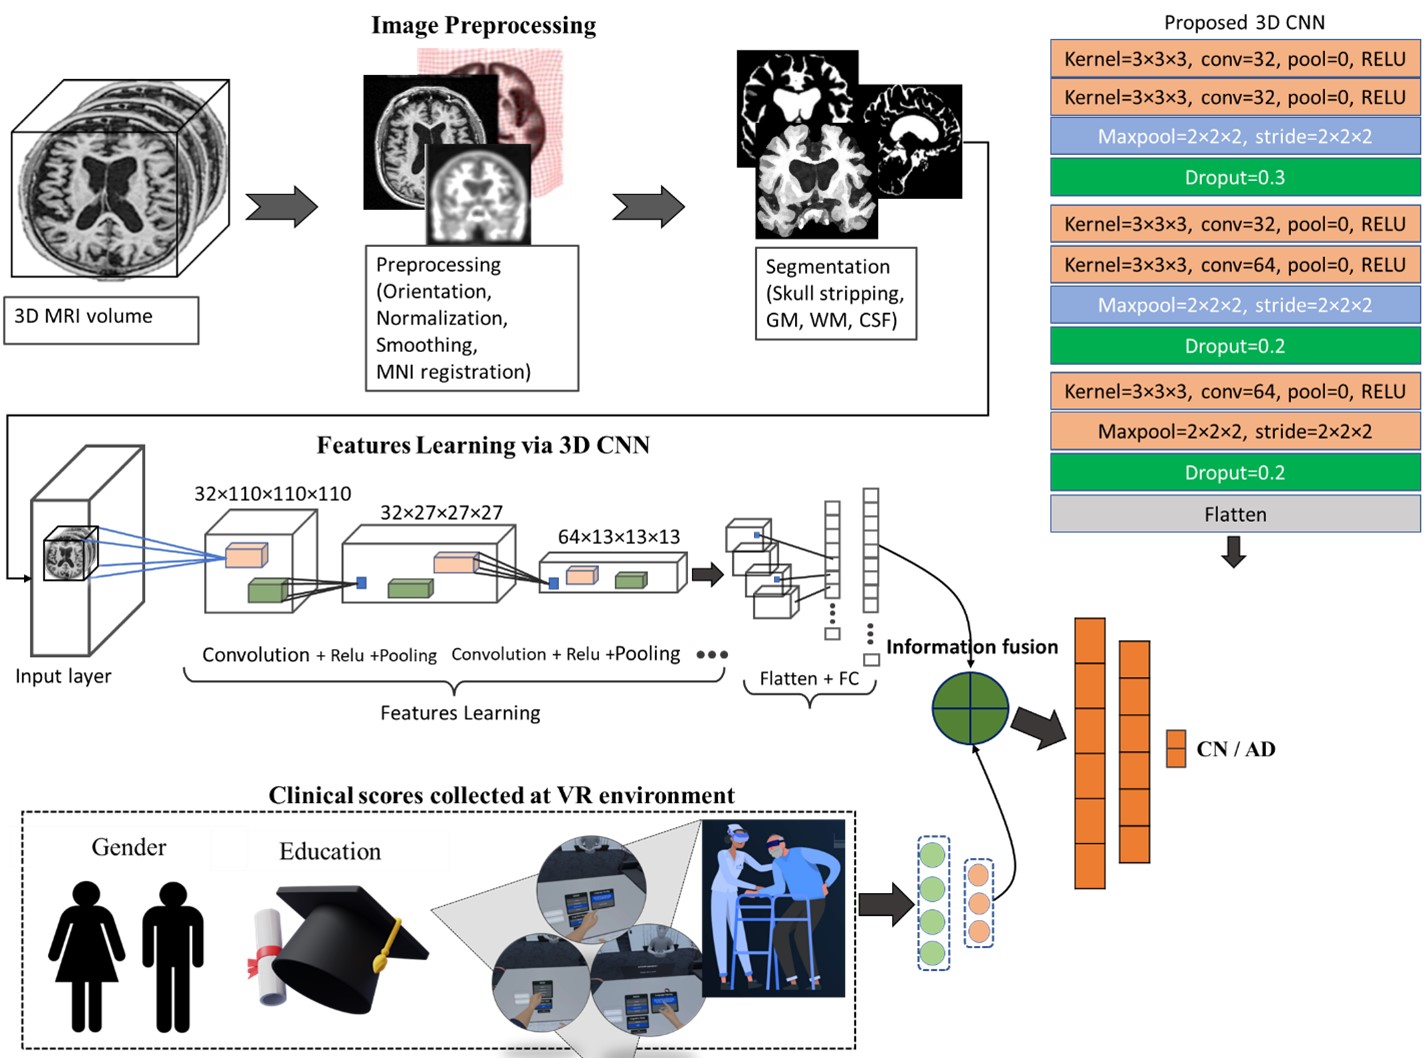 Image Preprocessing
3D MRI volume
Preprocessing
(Orientation,
Normalization,
Smoothing,
MNI registration)
Segmentation
(Skull stripping,
GM, WM, CSF)
Proposed 3D CNN
Kernel=3×3×3, conv=32, pool=0, RELU
Kernel=3×3×3, conv=32, pool=0, RELU
Maxpool=2×2×2, stride=2×2×2
Droput=0.3
Kernel=3×3×3, conv=32, pool=0, RELU
Kernel=3×3×3, conv=64, pool=0, RELU
Maxpool=2×2×2, stride=2×2×2
Droput=0.2
Kernel=3×3×3, conv=64, pool=0, RELU
Maxpool=2×2×2, stride=2×2×2
Droput=0.2
Flatten
Features Learning via 3D CNN
32×110×110×110
32×27×27×27
64×13×13×13
Input layer
Convolution + Relu +Pooling
Convolution + Relu +Pooling
Features Learning
Flatten + FC
Information fusion
CN / AD
Clinical scores collected at VR environment
Gender
Education